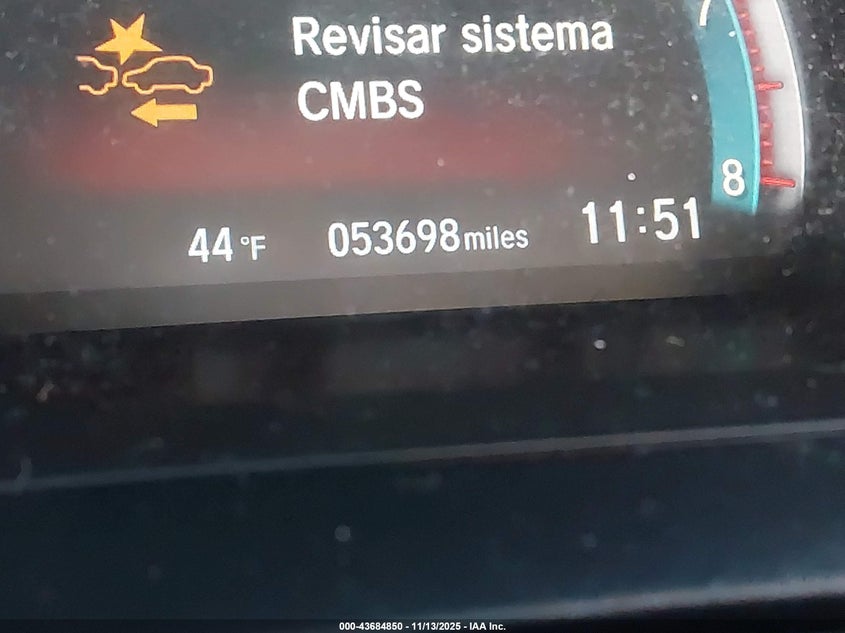 Revisar sistema
CMBS
7
8
44 °F 053698 miles 11:51
000-43684850 - 11/13/2025 - IAA Inc.